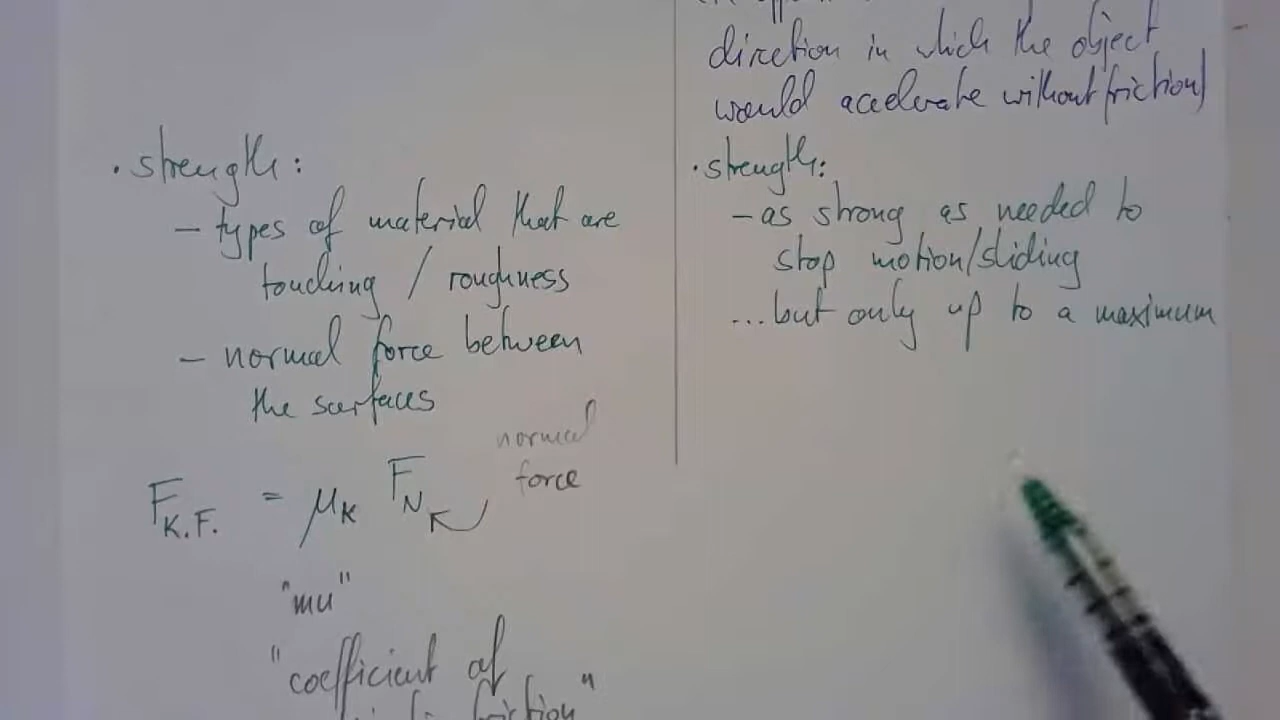 · strength:
– types of material that are
touching / roughness
– normal force between
the surfaces
normal
force
F_K.F. = μ_K F_N
"mu"
"coefficient of
friction"
direction in which the object
would accelerate without friction)
· strength:
– as strong as needed to
stop motion/sliding
...but only up to a maximum